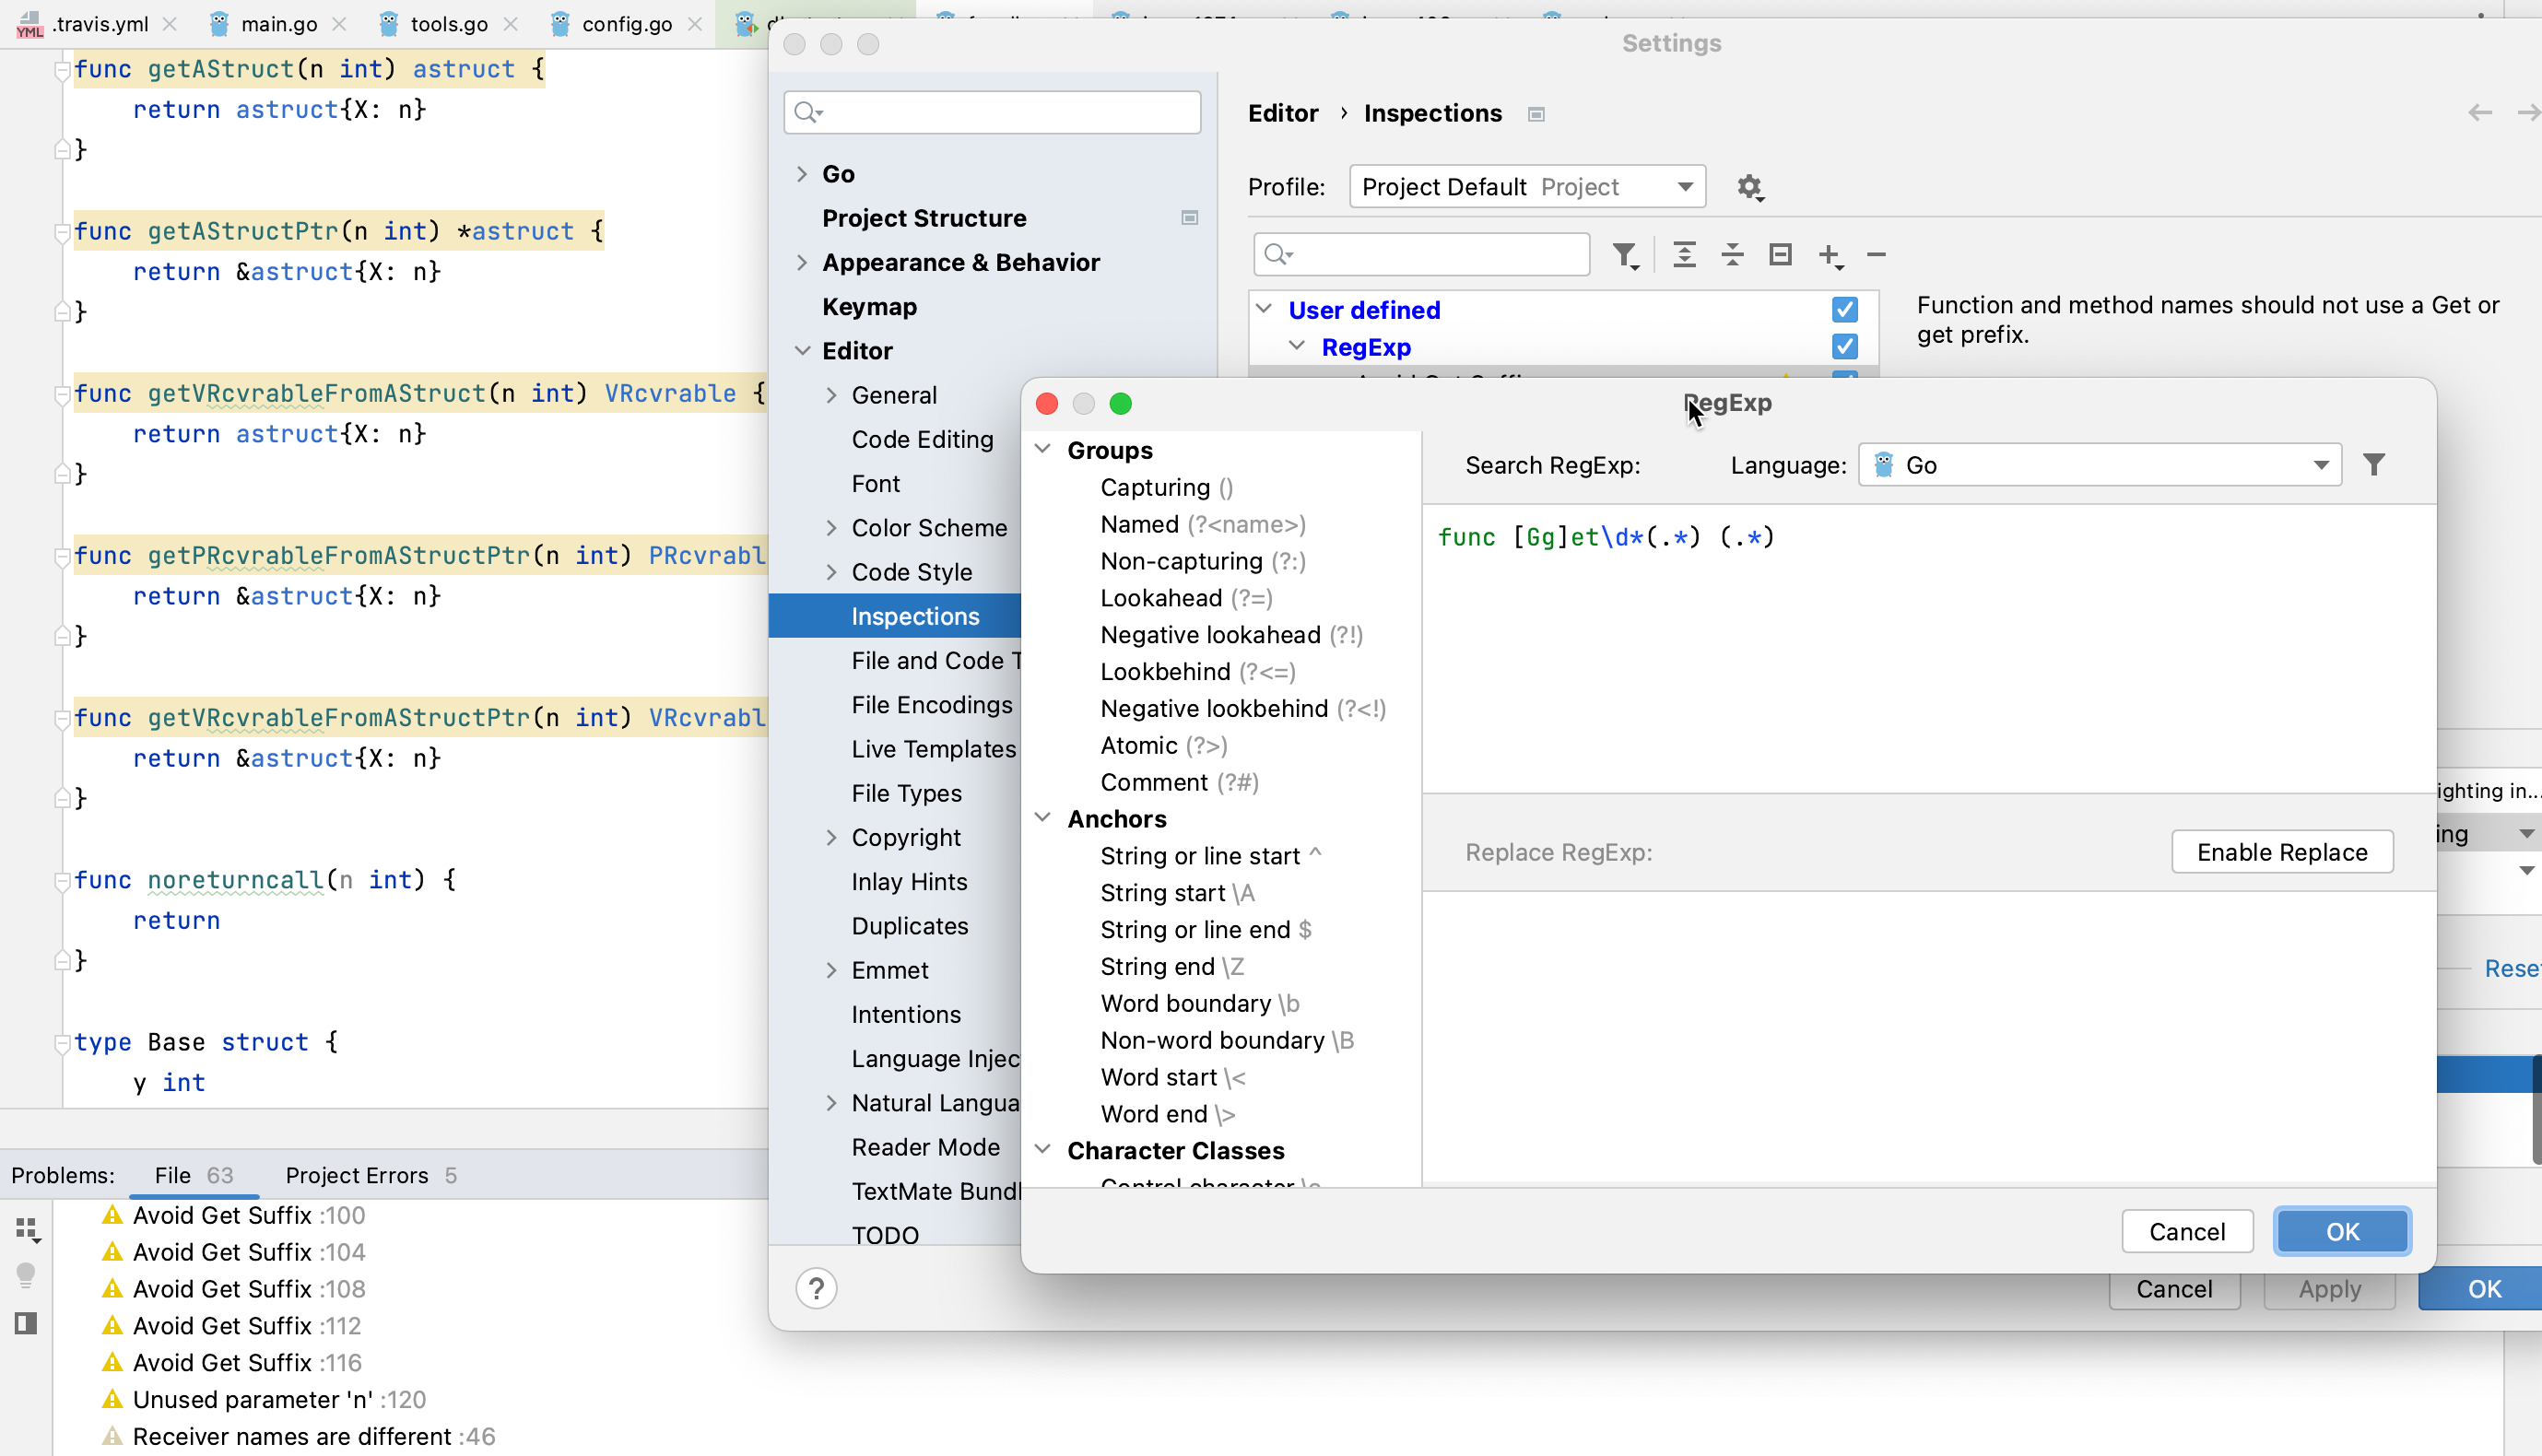 .travis.yml
main.go
tools.go
config.go
func getAStruct(n int) astruct {
return astruct{X: n}
}
func getAStructPtr(n int) *astruct {
return &astruct{X: n}
}
func getVRcvrableFromAStruct(n int) VRcvrable {
return astruct{X: n}
}
func getPRcvrableFromAStructPtr(n int) PRcvrabl
return &astruct{X: n}
}
func getVRcvrableFromAStructPtr(n int) VRcvrabl
return &astruct{X: n}
}
func noreturncall(n int) {
return
}
type Base struct {
y int
Problems: File 63 Project Errors 5
Avoid Get Suffix :100
Avoid Get Suffix :104
Avoid Get Suffix :108
Avoid Get Suffix :112
Avoid Get Suffix :116
Unused parameter 'n' :120
Receiver names are different :46
Settings
Go
Project Structure
Appearance & Behavior
Keymap
Editor
General
Code Editing
Font
Color Scheme
Code Style
Inspections
File and Code T
File Encodings
Live Templates
File Types
Copyright
Inlay Hints
Duplicates
Emmet
Intentions
Language Injec
Natural Langua
Reader Mode
TextMate Bundl
TODO
?
Editor › Inspections
Profile: Project Default Project
User defined
RegExp
Function and method names should not use a Get or
get prefix.
ighting in...
ing
Reset
Cancel Apply OK
RegExp
Groups
Capturing ()
Named (?<name>)
Non-capturing (?:)
Lookahead (?=)
Negative lookahead (?!)
Lookbehind (?<=)
Negative lookbehind (?<!)
Atomic (?>)
Comment (?#)
Anchors
String or line start ^
String start \A
String or line end $
String end \Z
Word boundary \b
Non-word boundary \B
Word start \<
Word end \>
Character Classes
Search RegExp: Language: Go
func [Gg]et\d*(.*) (.*)
Replace RegExp: Enable Replace
Cancel OK